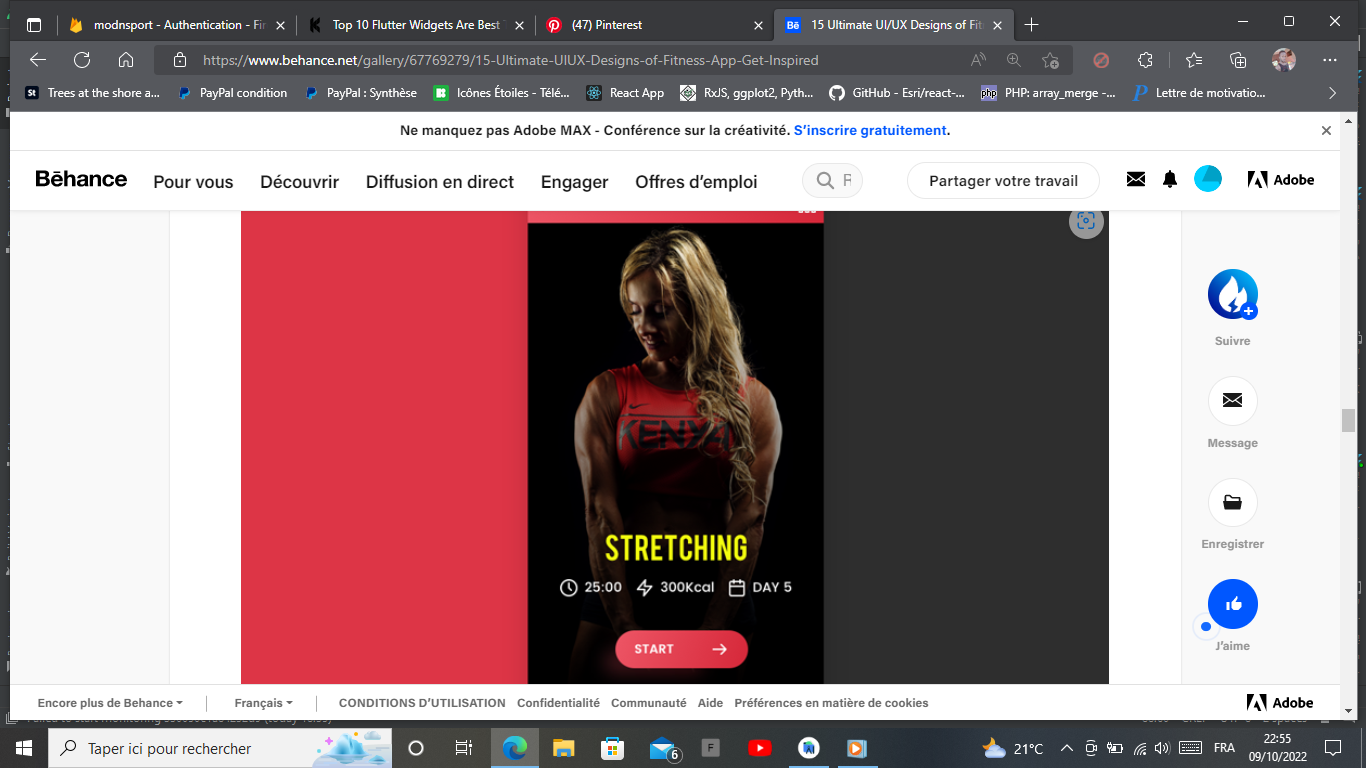 modnsport - Authentication - Fir
Top 10 Flutter Widgets Are Best
(47) Pinterest
15 Ultimate UI/UX Designs of Fit
https://www.behance.net/gallery/67769279/15-Ultimate-UIUX-Designs-of-Fitness-App-Get-Inspired
Trees at the shore a...
PayPal condition
PayPal : Synthèse
Icônes Étoiles - Télé...
React App
RxJS, ggplot2, Pyth...
GitHub - Esri/react-...
PHP: array_merge -...
Lettre de motivatio...
Ne manquez pas Adobe MAX - Conférence sur la créativité. S'inscrire gratuitement.
Bēhance
Pour vous
Découvrir
Diffusion en direct
Engager
Offres d'emploi
Partager votre travail
Adobe
KENYA
STRETCHING
25:00 300Kcal DAY 5
START
Suivre
Message
Enregistrer
J'aime
Encore plus de Behance
Français
CONDITIONS D'UTILISATION
Confidentialité
Communauté
Aide
Préférences en matière de cookies
Adobe
Taper ici pour rechercher
6
F
21°C
FRA
22:55
09/10/2022